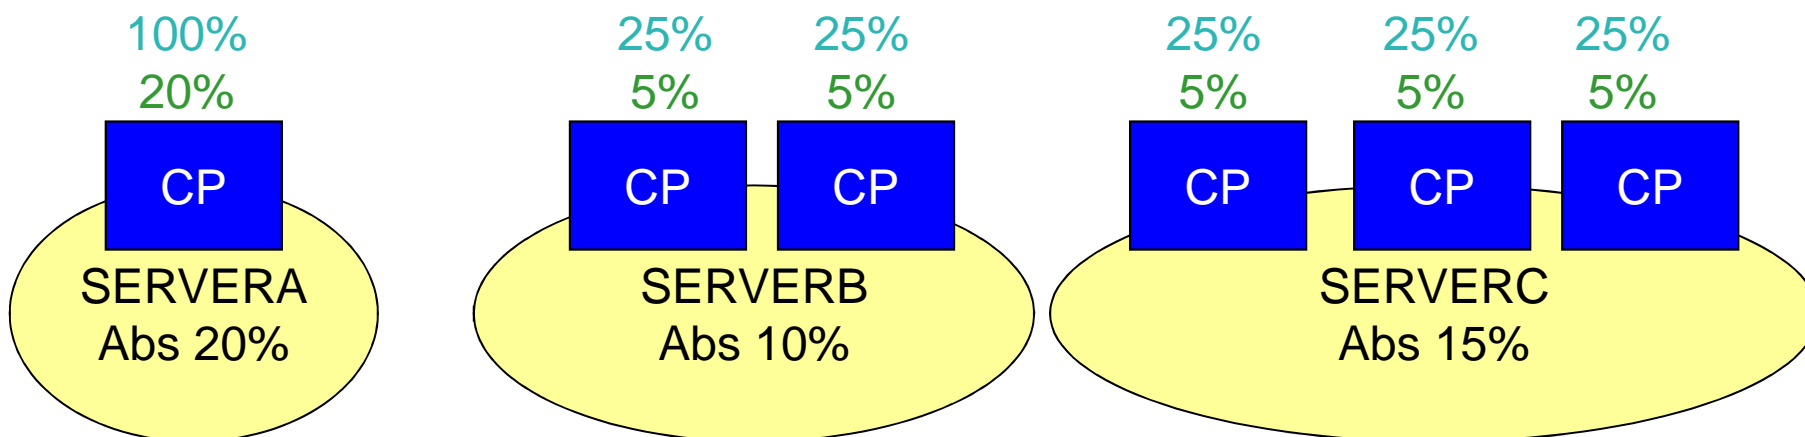 100% 25% 25% 25% 25% 25%
20% 5% 5% 5% 5% 5%
CP CP CP CP CP CP
SERVERA SERVERB SERVERC
Abs 20% Abs 10% Abs 15%